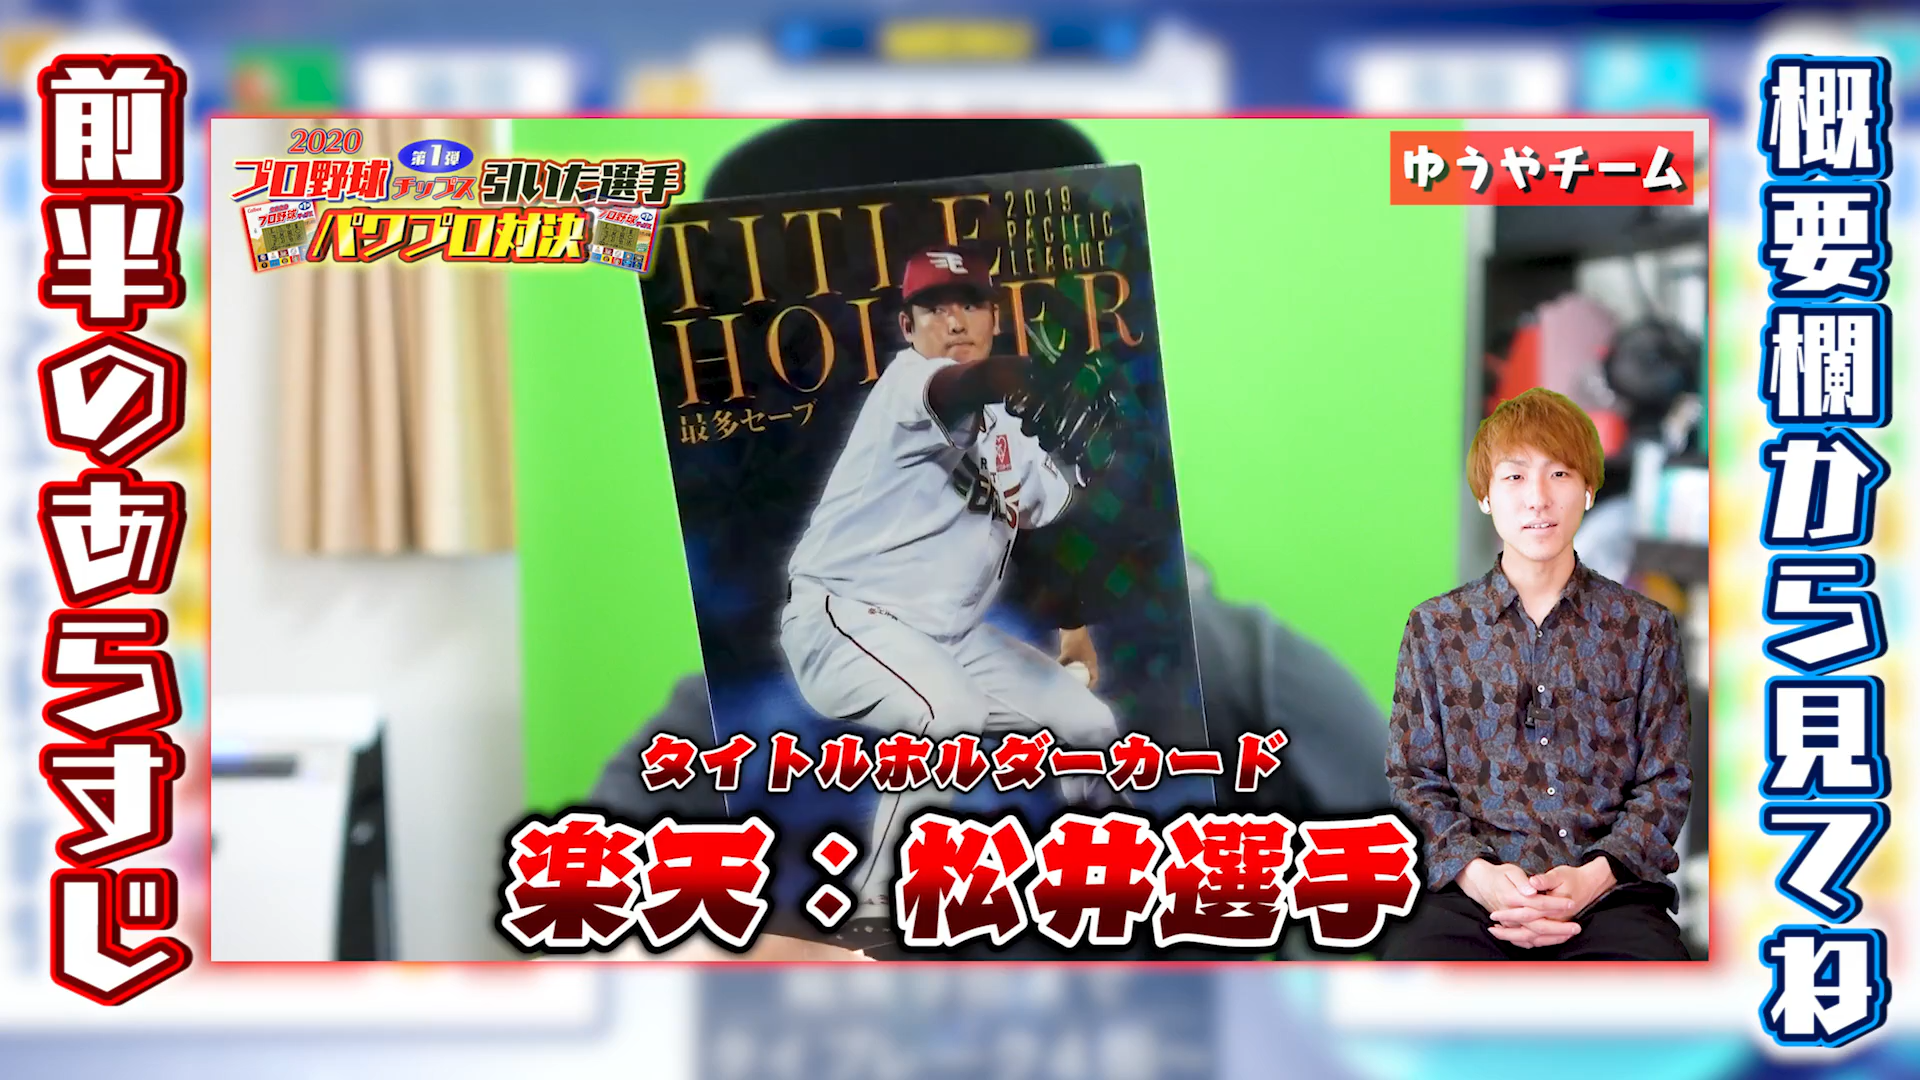 前半のあらすじ
2020
プロ野球チップス第1弾引いた選手
パワプロ対決
ゆうやチーム
TITLE
HOLDER
2019
PACIFIC
LEAGUE
最多セーブ
タイトルホルダーカード
楽天：松井選手
概要欄から見てね